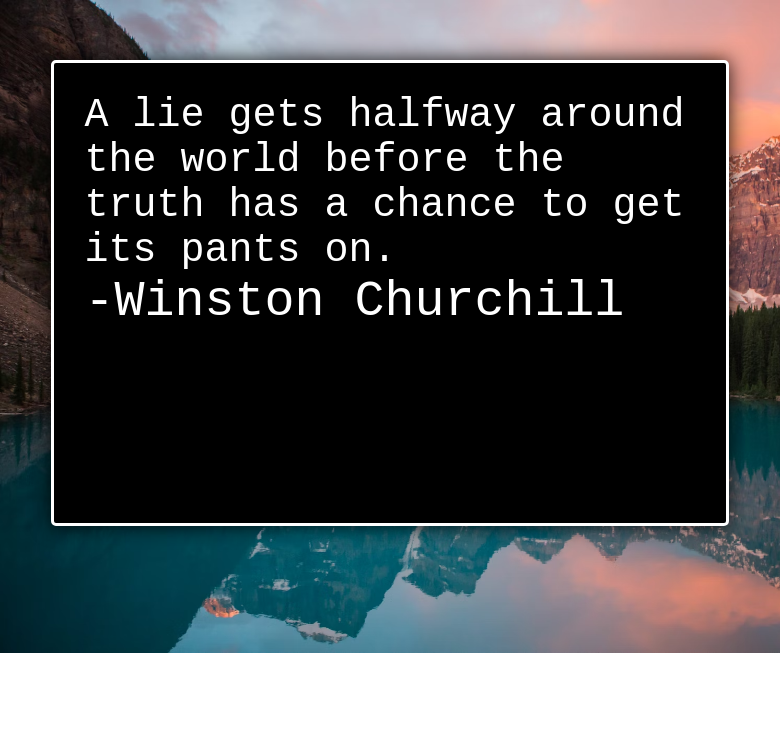 A lie gets halfway around
the world before the
truth has a chance to get
its pants on.
-Winston Churchill